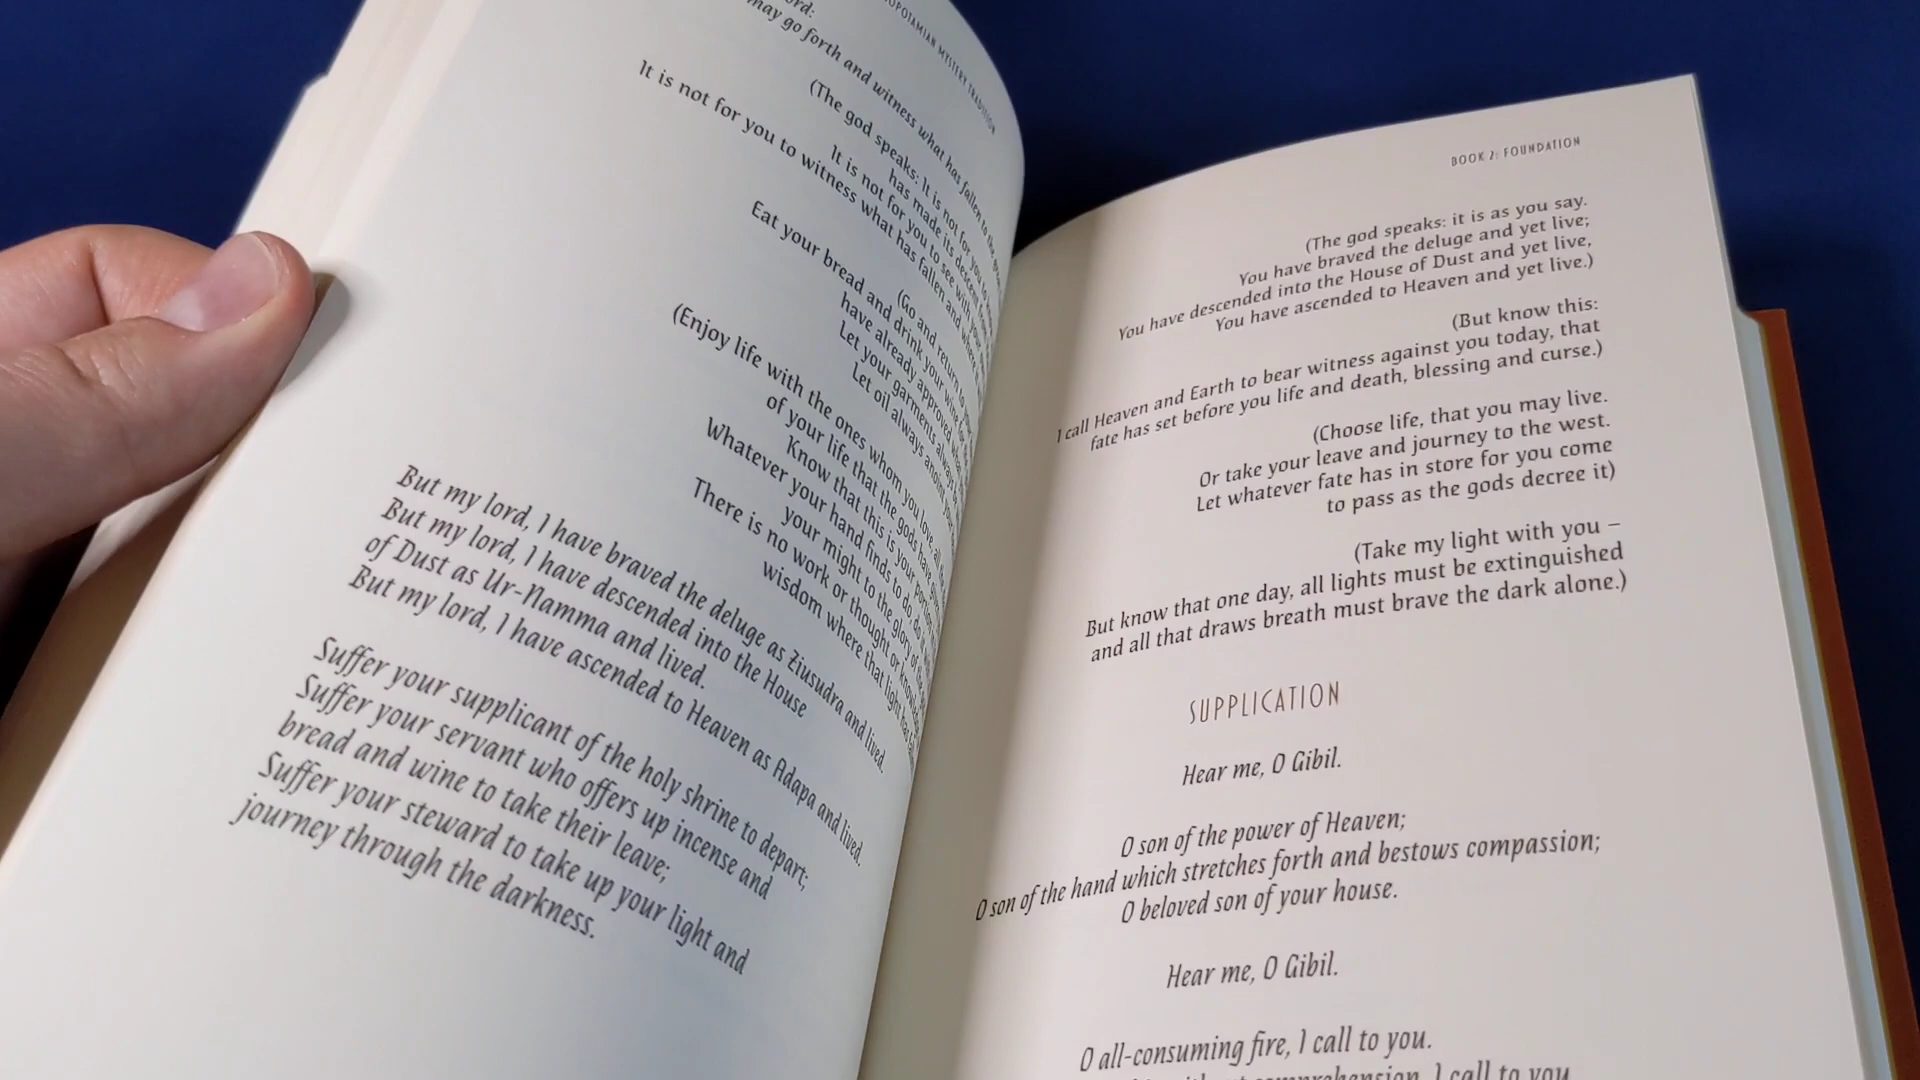 MYSTERY TRADITION
may go forth and witness what has fallen to the
(The god speaks: It is not for you to
has made its descent
It is not for you to see with your
It is not for you to witness what has fallen and where
(Go and return to your
Eat your bread and drink your wine for the
have already approved what
Let your garments always
Let oil always anoint your
(Enjoy life with the ones whom you love, all
of your life that the gods have given
Know that this is your portion
Whatever your hand finds to do, do
your might to the glory of
There is no work or thought or knowledge
wisdom where that light has
But my lord, I have braved the deluge as Ziusudra and lived.
But my lord, I have descended into the House
of Dust as Ur-Namma and lived.
But my lord, I have ascended to Heaven as Adapa and lived.
Suffer your supplicant of the holy shrine to depart;
Suffer your servant who offers up incense and
bread and wine to take their leave;
Suffer your steward to take up your light and
journey through the darkness.
BOOK 2: FOUNDATION
(The god speaks: it is as you say.
You have braved the deluge and yet live;
You have descended into the House of Dust and yet live,
You have ascended to Heaven and yet live.)
(But know this:
I call Heaven and Earth to bear witness against you today, that
fate has set before you life and death, blessing and curse.)
(Choose life, that you may live.
Or take your leave and journey to the west.
Let whatever fate has in store for you come
to pass as the gods decree it)
(Take my light with you –
But know that one day, all lights must be extinguished
and all that draws breath must brave the dark alone.)
SUPPLICATION
Hear me, O Gibil.
O son of the power of Heaven;
O son of the hand which stretches forth and bestows compassion;
O beloved son of your house.
Hear me, O Gibil.
O all-consuming fire, I call to you.
comprehension, I call to you